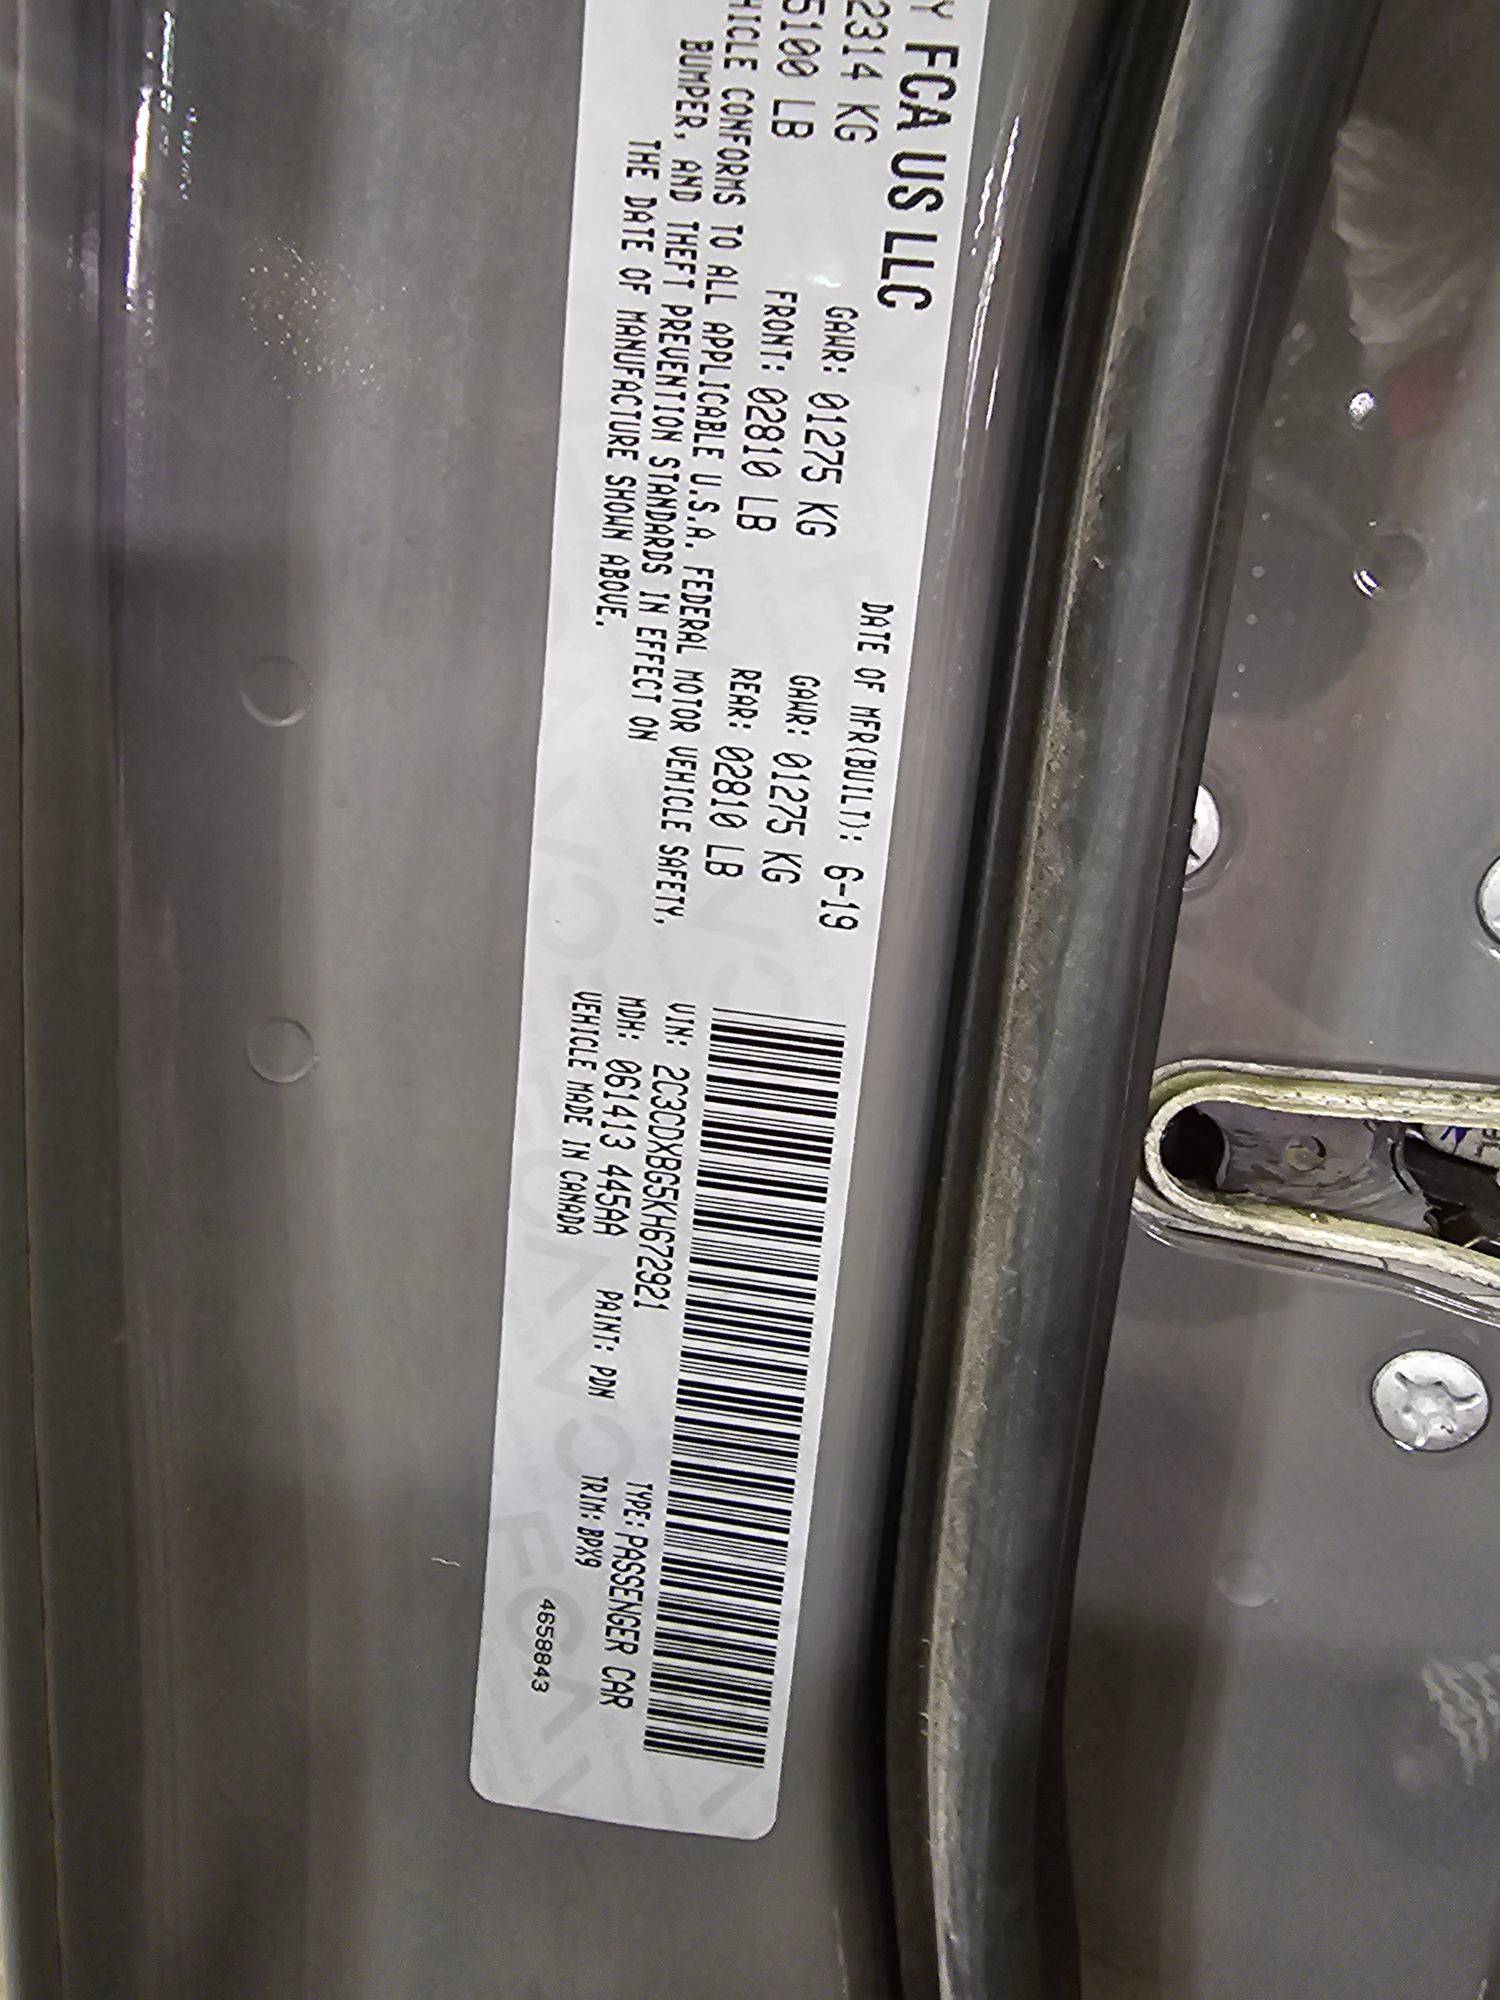 Y FCA US LLC
DATE OF MFR(BUILT): 6-19
2314 KG
GAWR: 01275 KG
GAWR: 01275 KG
5100 LB
FRONT: 02810 LB
REAR: 02810 LB
HICLE CONFORMS TO ALL APPLICABLE U.S.A. FEDERAL MOTOR VEHICLE SAFETY,
BUMPER, AND THEFT PREVENTION STANDARDS IN EFFECT ON
THE DATE OF MANUFACTURE SHOWN ABOVE.
VIN: 2C3CDXBG5KH672921
TYPE: PASSENGER CAR
MDH: 061413 445AA
PAINT: PDN
TRIM: BPX9
VEHICLE MADE IN CANADA
4658843